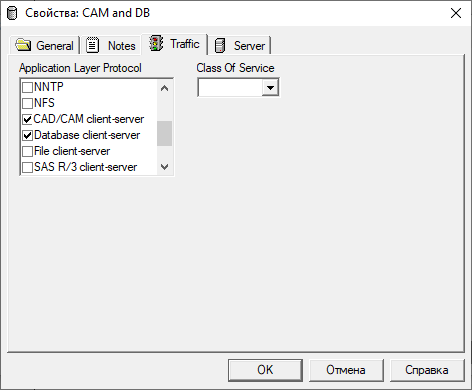 Свойства: CAM and DB
General
Notes
Traffic
Server
Application Layer Protocol
Class Of Service
NNTP
NFS
CAD/CAM client-server
Database client-server
File client-server
SAS R/3 client-server
OK
Отмена
Справка